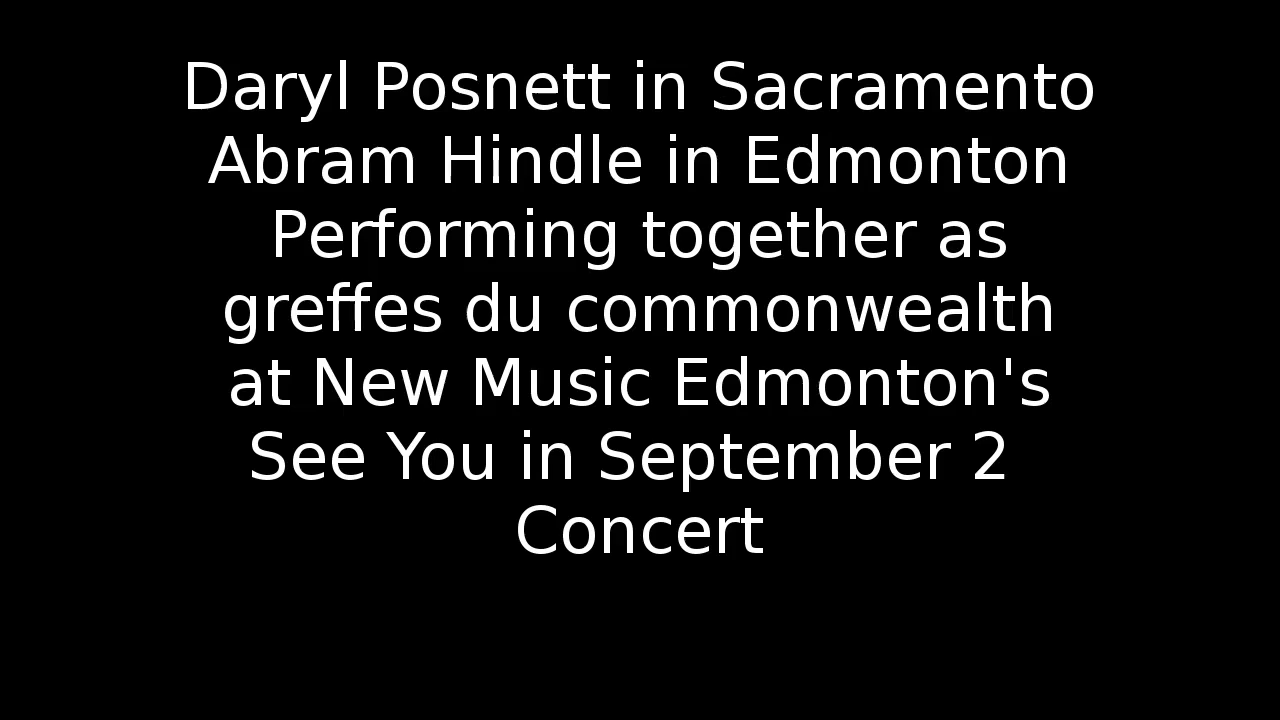 Daryl Posnett in Sacramento
Abram Hindle in Edmonton
Performing together as
greffes du commonwealth
at New Music Edmonton's
See You in September 2
Concert